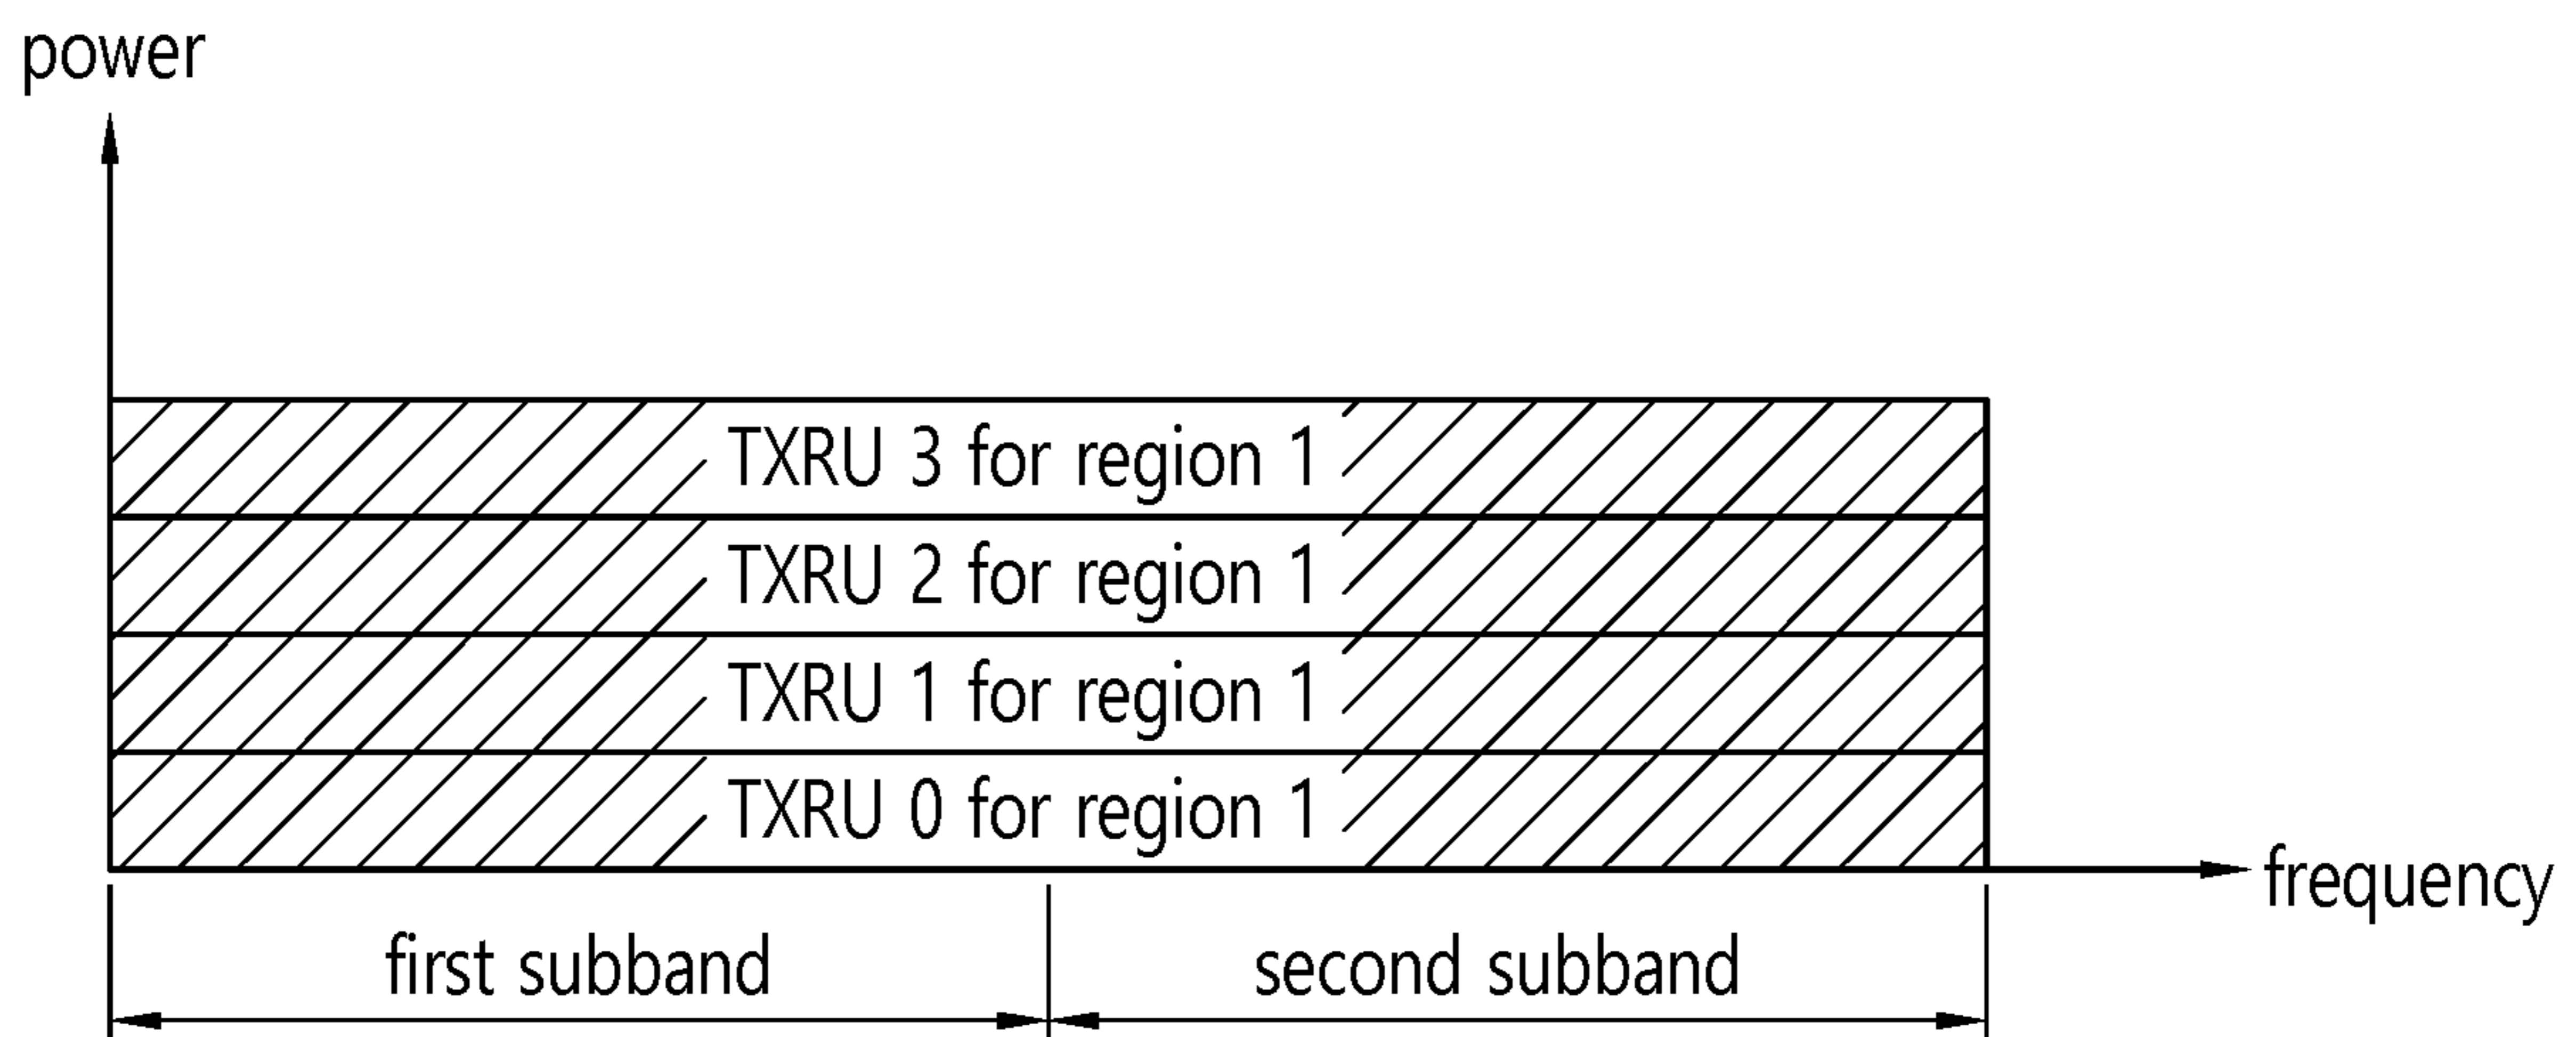 power
TXRU 3 for region 1
TXRU 2 for region 1
TXRU 1 for region 1
TXRU 0 for region 1
frequency
first subband
second subband